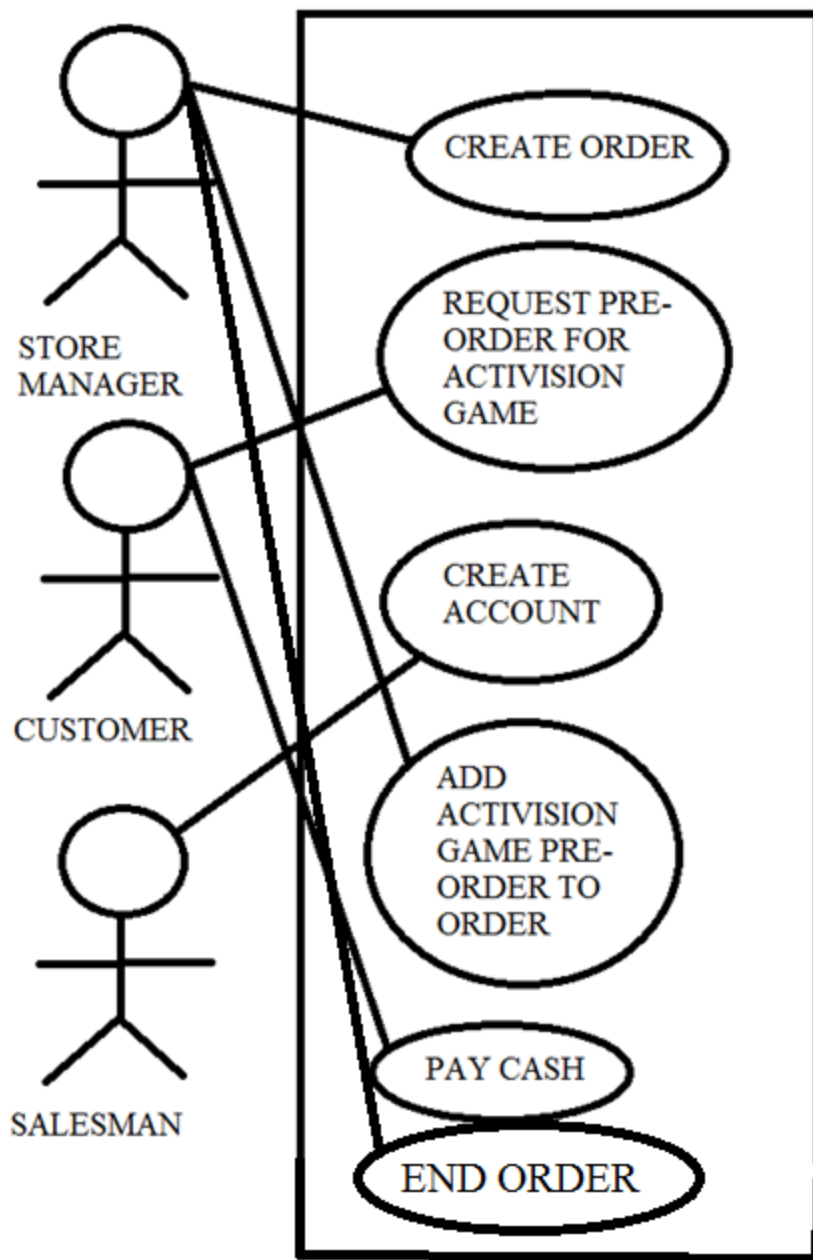 CREATE ORDER
REQUEST PRE-
ORDER FOR
ACTIVISION
GAME
STORE
MANAGER
CREATE
ACCOUNT
CUSTOMER
ADD
ACTIVISION
GAME PRE-
ORDER TO
ORDER
PAY CASH
SALESMAN
END ORDER